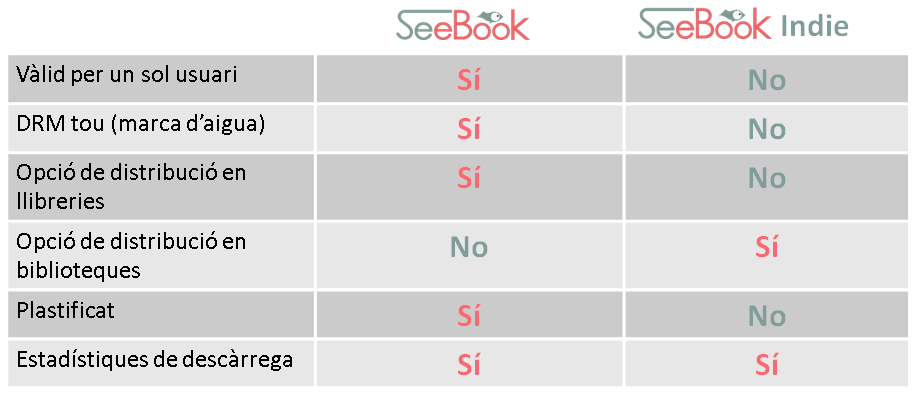 SeeBook SeeBook Indie
Vàlid per un sol usuari Sí No
DRM tou (marca d'aigua) Sí No
Opció de distribució en
llibreries Sí No
Opció de distribució en
biblioteques No Sí
Plastificat Sí No
Estadístiques de descàrrega Sí Sí